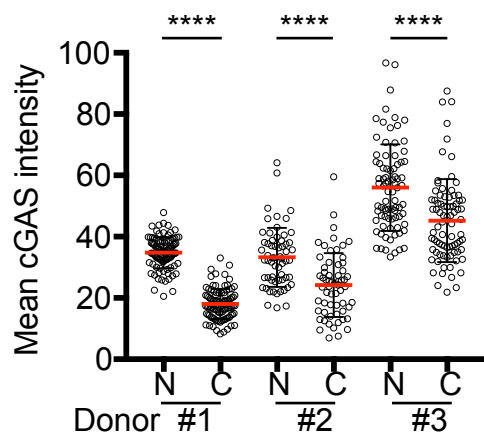 **** **** ****
Mean cGAS intensity
100
80
60
40
20
0
N C N C N C
Donor #1 #2 #3